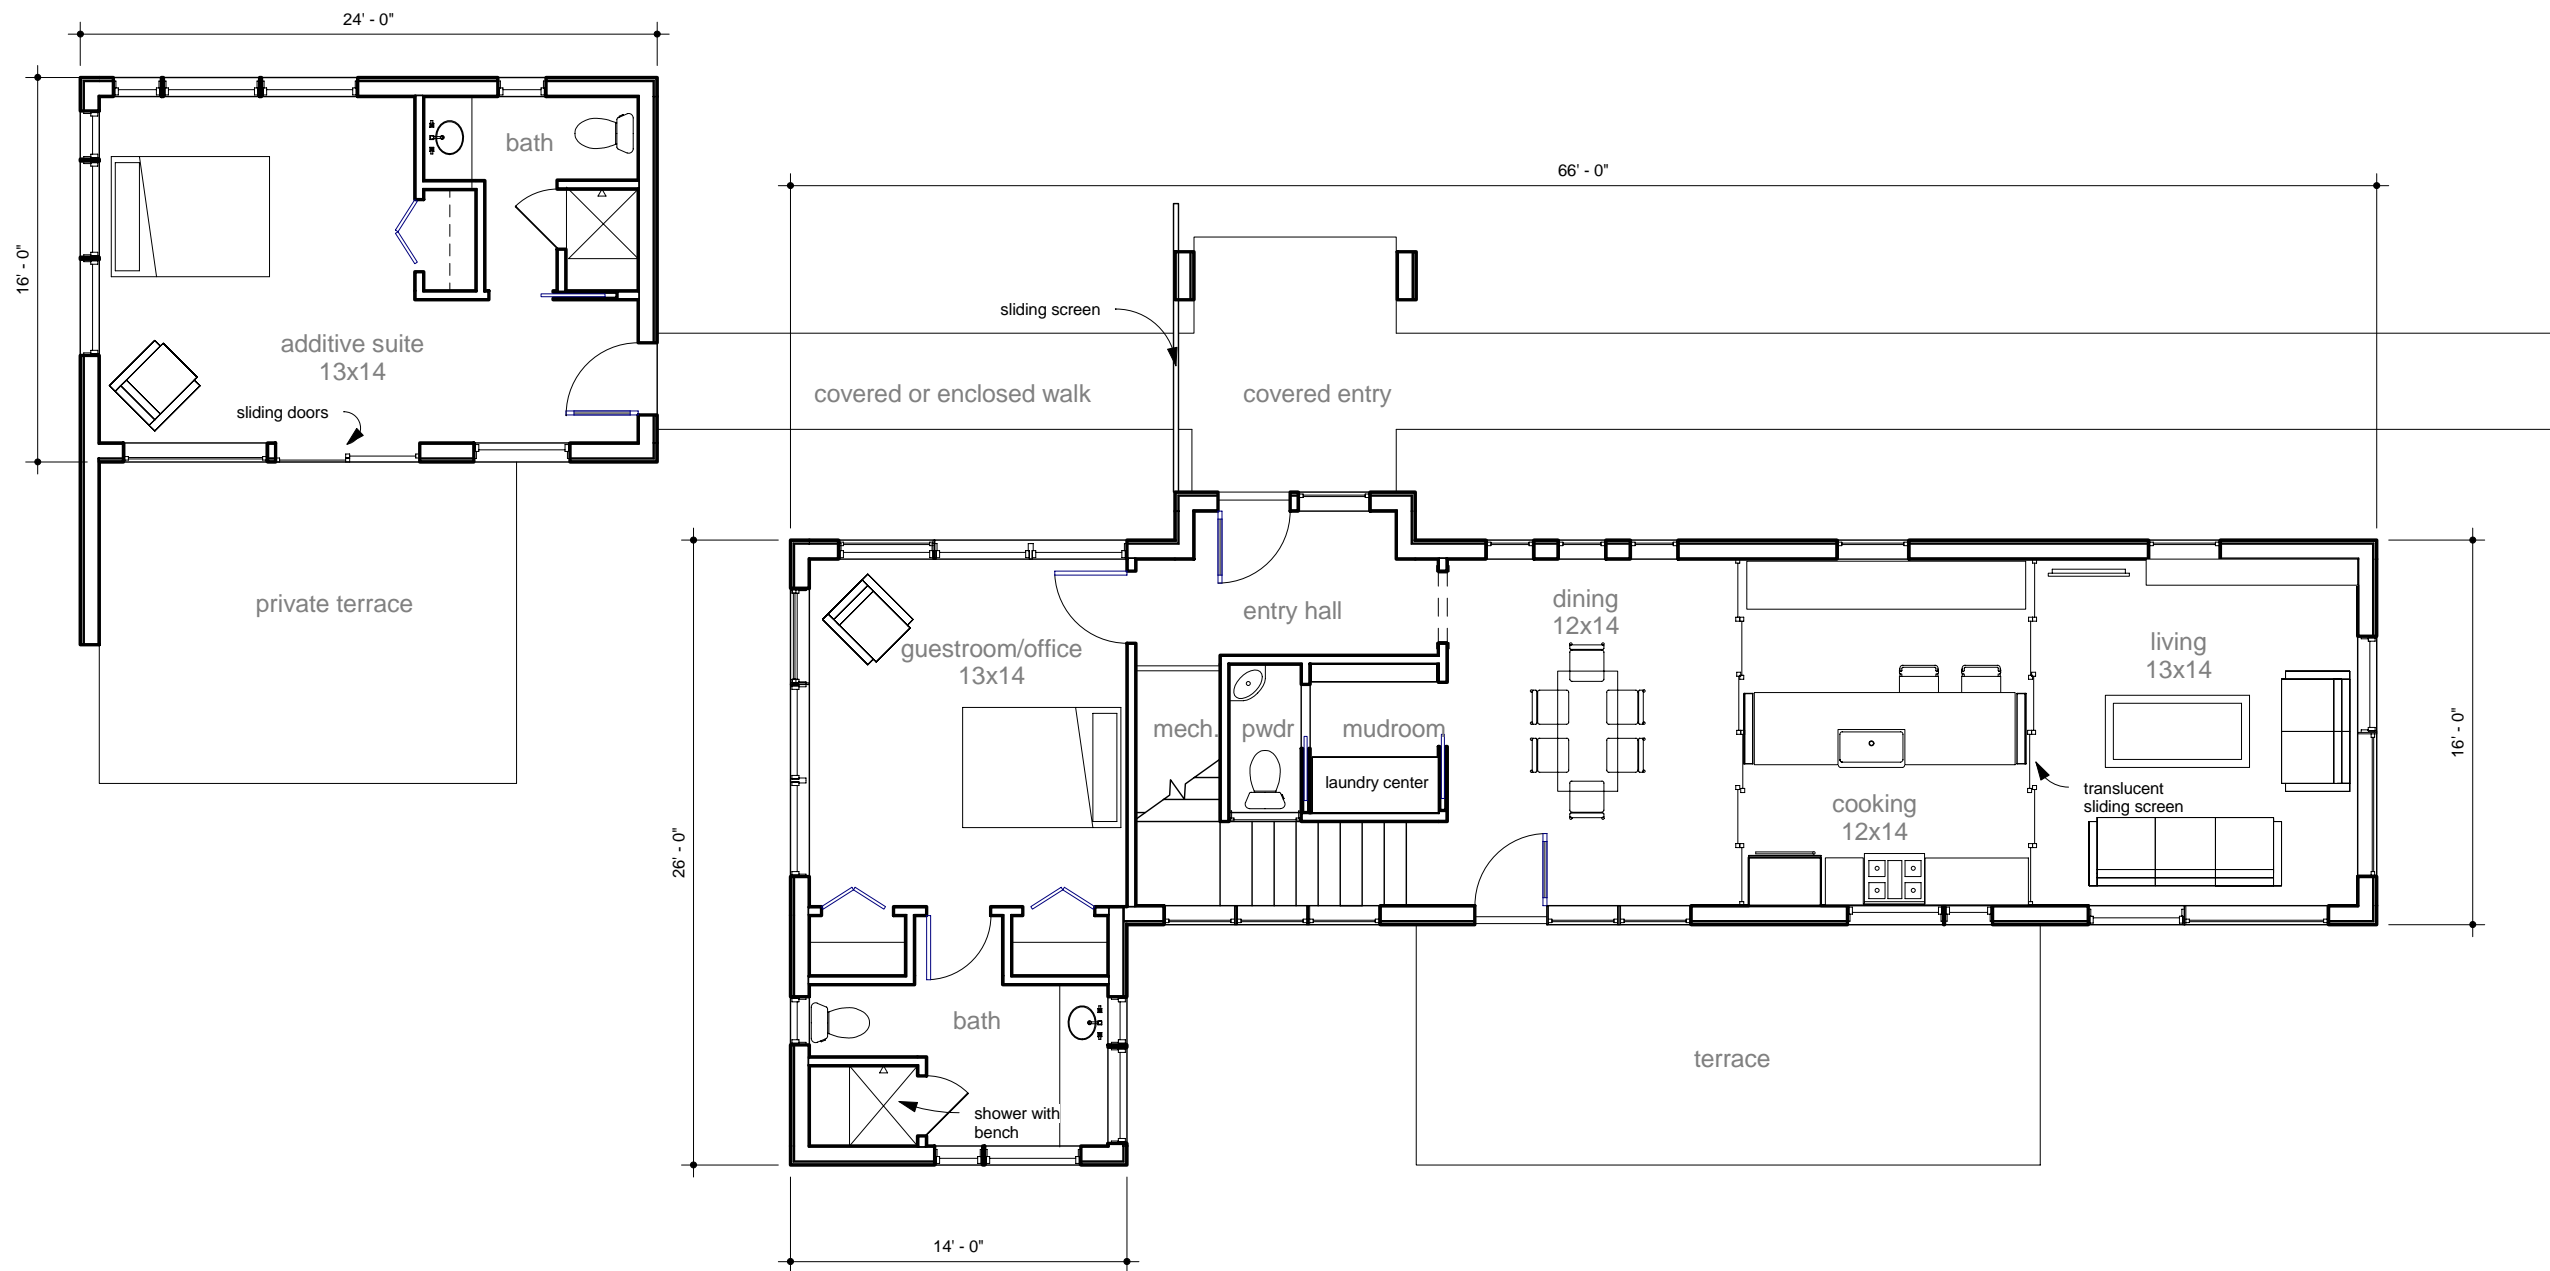 24' - 0"
66' - 0"
bath
16' - 0"
sliding screen
additive suite
13x14
sliding doors
covered or enclosed walk
covered entry
private terrace
entry hall
dining
12x14
guestroom/office
13x14
living
13x14
mech.
pwdr
mudroom
16' - 0"
laundry center
translucent
sliding screen
cooking
12x14
26' - 0"
bath
terrace
shower with
bench
14' - 0"